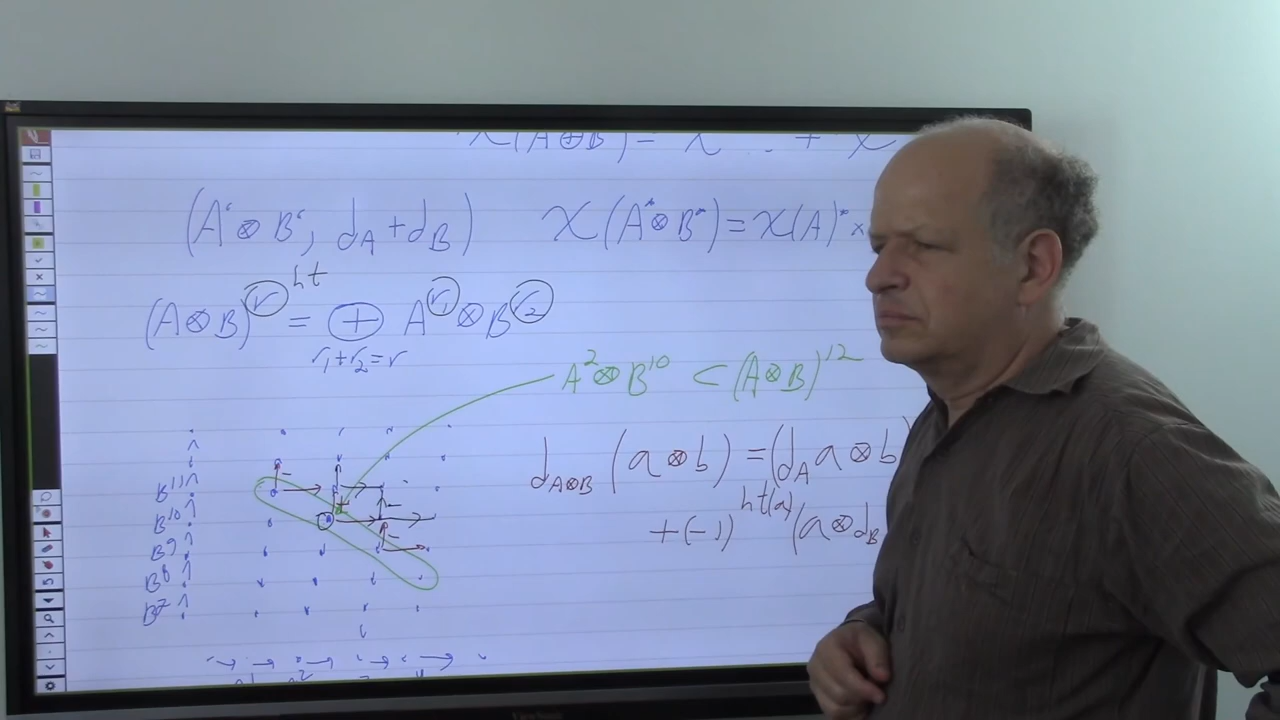 χ(A⊕B) = χ . . + χ
(A˙⊗B˙, d_A + d_B) χ(A*⊗B*) = χ(A)* ×
ht
(A⊗B)^r = ⊕ A^{r_1} ⊗ B^{r_2}
r_1+r_2=r
A^2⊗B^10 ⊂ (A⊗B)^12
d_{A⊗B} (a⊗b) = (d_A a⊗b
+(-1)^{ht(a)} (a⊗d_B
B^11
B^10
B^9
B^8
B^7